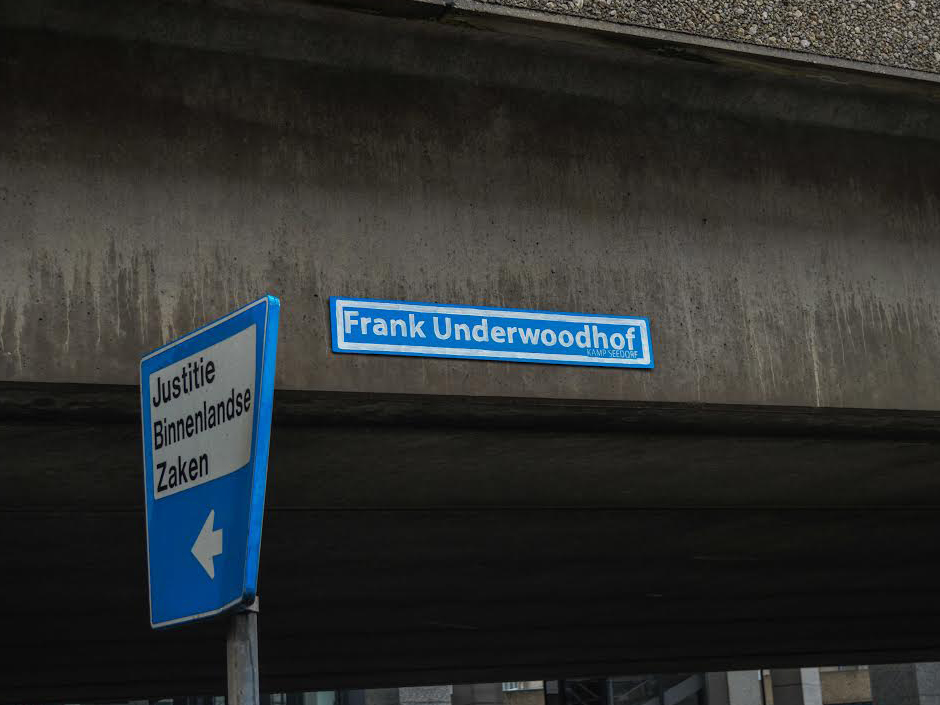 Justitie
Binnenlandse
Zaken
Frank Underwoodhof
KAMP SEEDORF